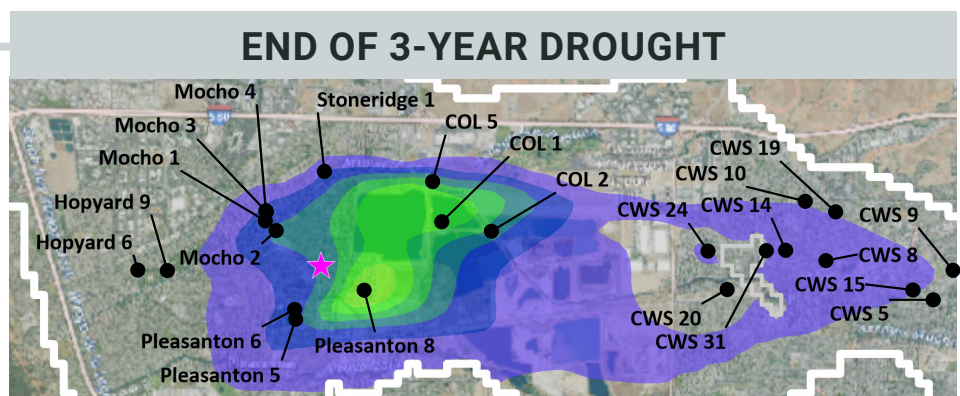 END OF 3-YEAR DROUGHT
Mocho 4
Stoneridge 1
Mocho 3
COL 5
Mocho 1
COL 1
CWS 19
CWS 10
COL 2
Hopyard 9
CWS 24
CWS 14
CWS 9
Hopyard 6
Mocho 2
CWS 8
CWS 15
CWS 20
CWS 5
CWS 31
Pleasanton 6
Pleasanton 8
Pleasanton 5